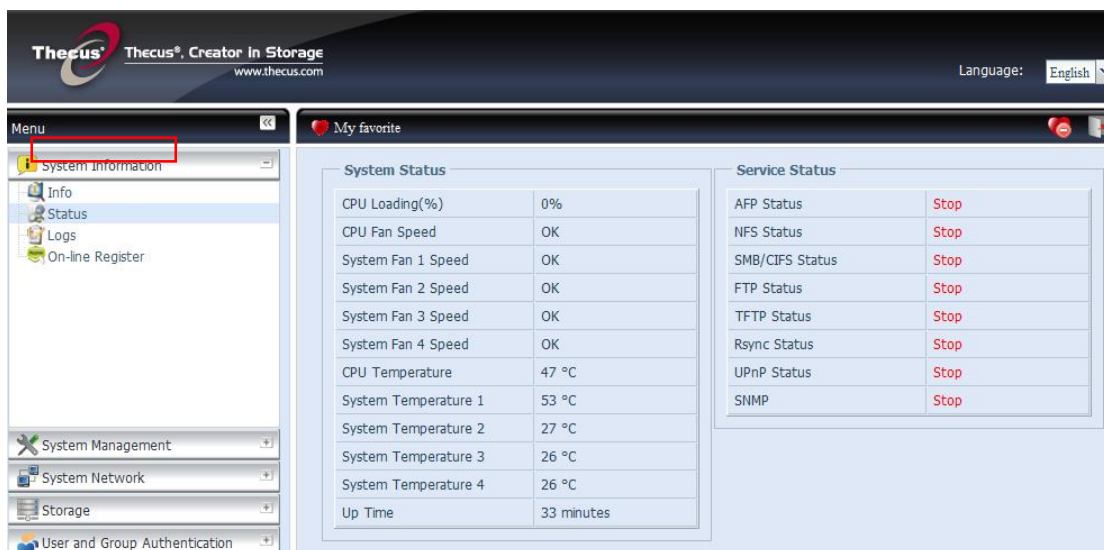 Thecus® Thecus®, Creator in Storage
www.thecus.com
Language: English
Menu
My favorite
System Information
Info
Status
Logs
On-line Register
System Management
System Network
Storage
User and Group Authentication
System Status
CPU Loading(%) 0%
CPU Fan Speed OK
System Fan 1 Speed OK
System Fan 2 Speed OK
System Fan 3 Speed OK
System Fan 4 Speed OK
CPU Temperature 47 °C
System Temperature 1 53 °C
System Temperature 2 27 °C
System Temperature 3 26 °C
System Temperature 4 26 °C
Up Time 33 minutes
Service Status
AFP Status Stop
NFS Status Stop
SMB/CIFS Status Stop
FTP Status Stop
TFTP Status Stop
Rsync Status Stop
UPnP Status Stop
SNMP Stop